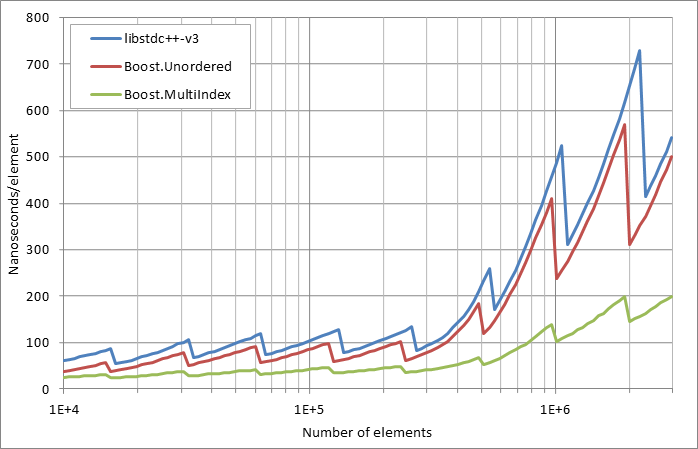 800
700
600
500
400
300
200
100
0
Nanoseconds/element
libstdc++-v3
Boost.Unordered
Boost.MultiIndex
1E+4
1E+5
1E+6
Number of elements